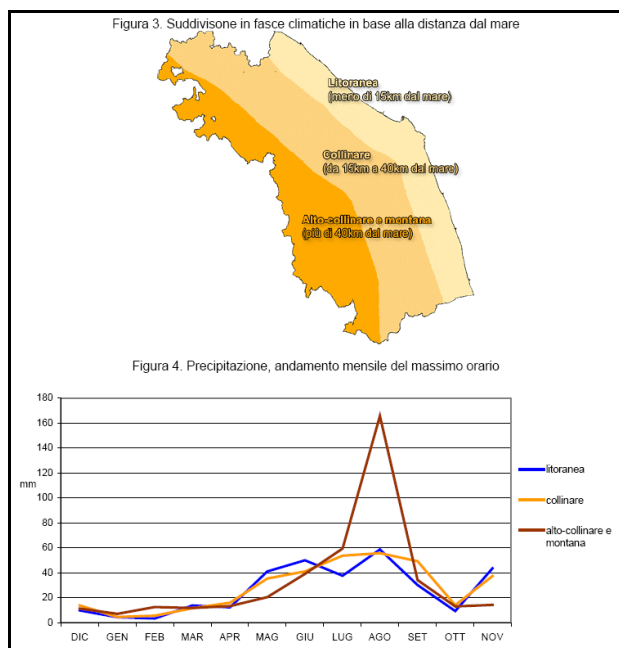 Figura 3. Suddivisone in fasce climatiche in base alla distanza dal mare
Litoranea
(meno di 15km dal mare)
Collinare
(da 15km a 40km dal mare)
Alto-collinare e montana
(più di 40km dal mare)
Figura 4. Precipitazione, andamento mensile del massimo orario
180
160
140
120
100
mm
80
60
40
20
0
DIC GEN FEB MAR APR MAG GIU LUG AGO SET OTT NOV
litoranea
collinare
alto-collinare e
montana